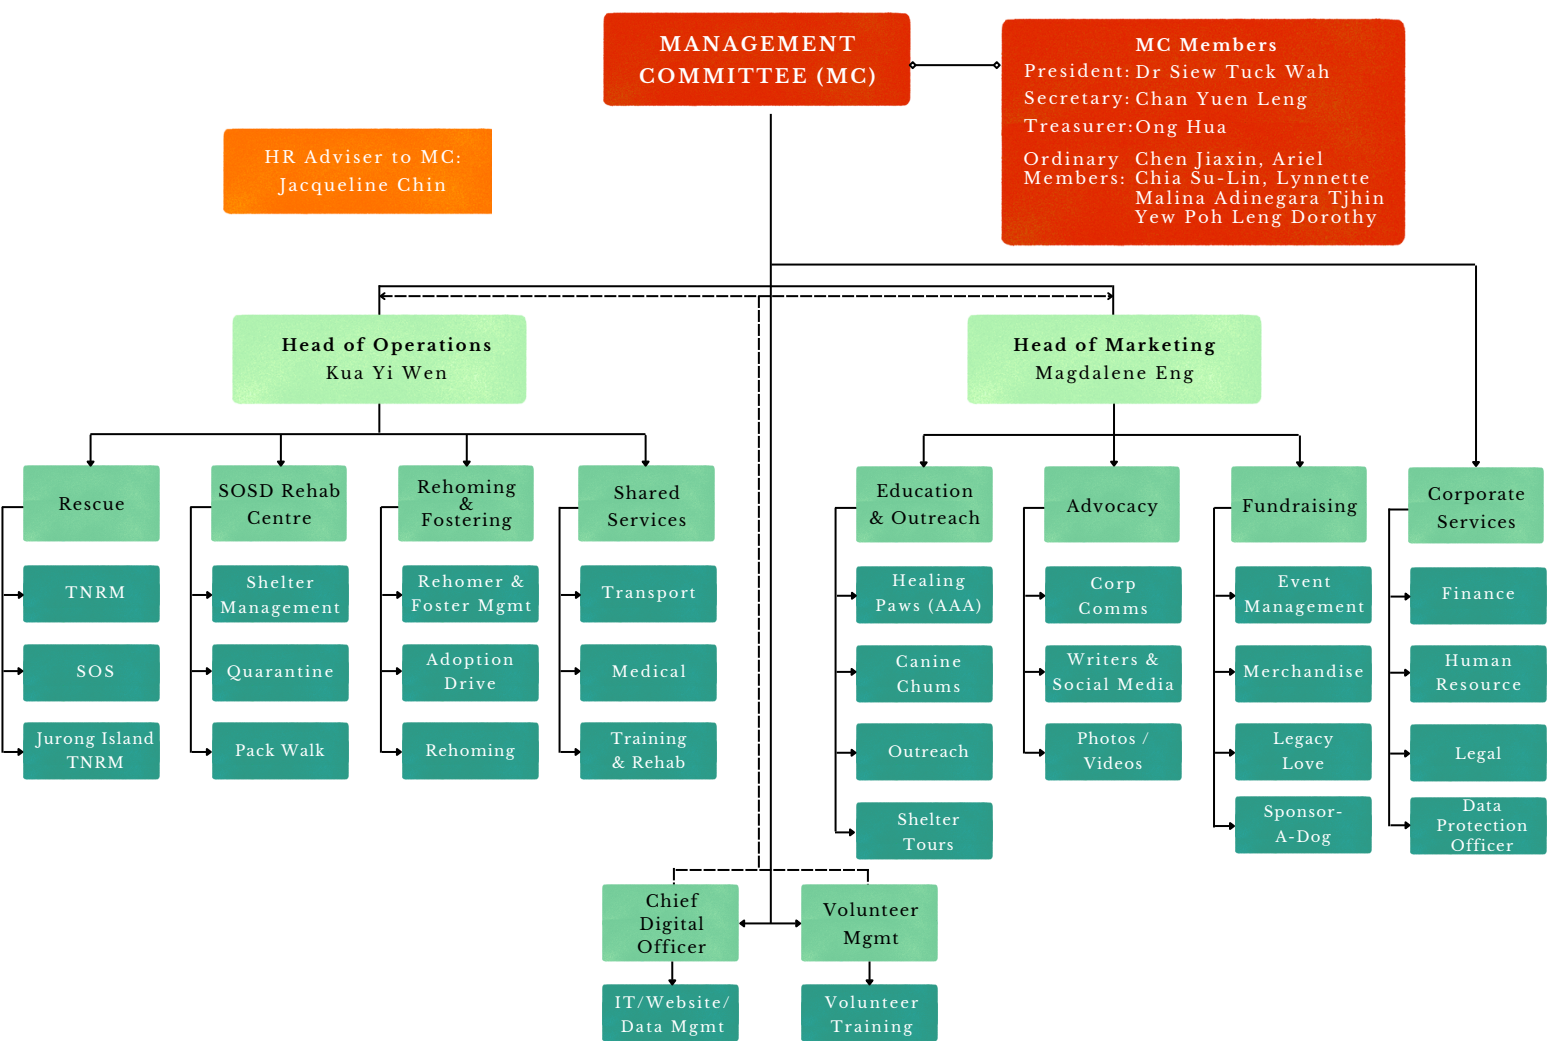 MANAGEMENT
COMMITTEE (MC)
MC Members
President: Dr Siew Tuck Wah
Secretary: Chan Yuen Leng
Treasurer: Ong Hua
Ordinary Chen Jiaxin, Ariel
Members: Chia Su-Lin, Lynnette
Malina Adinegara Tjhin
Yew Poh Leng Dorothy
HR Adviser to MC:
Jacqueline Chin
Head of Operations
Kua Yi Wen
Head of Marketing
Magdalene Eng
Rescue
SOSD Rehab
Centre
Rehoming
&
Fostering
Shared
Services
Education
& Outreach
Advocacy
Fundraising
Corporate
Services
TNRM
Shelter
Management
Rehomer &
Foster Mgmt
Transport
Healing
Paws (AAA)
Corp
Comms
Event
Management
Finance
SOS
Quarantine
Adoption
Drive
Medical
Canine
Chums
Writers &
Social Media
Merchandise
Human
Resource
Jurong Island
TNRM
Pack Walk
Rehoming
Training
& Rehab
Outreach
Photos /
Videos
Legacy
Love
Legal
Shelter
Tours
Sponsor-
A-Dog
Data
Protection
Officer
Chief
Digital
Officer
Volunteer
Mgmt
IT/Website/
Data Mgmt
Volunteer
Training